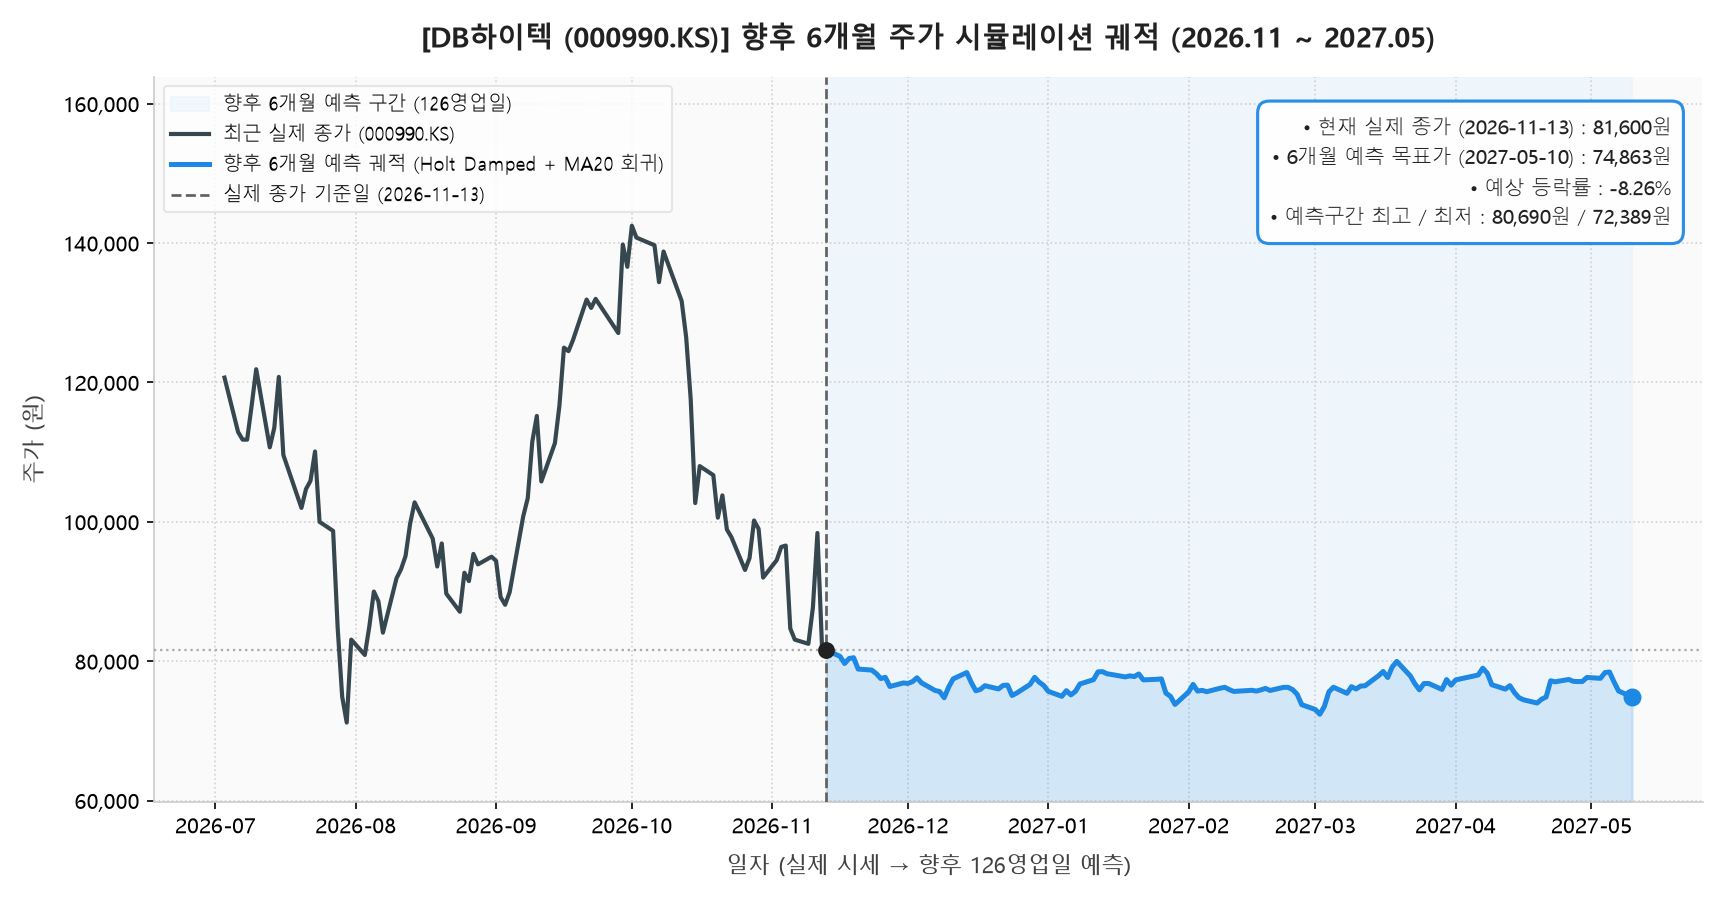 [DB하이텍 (000990.KS)] 향후 6개월 주가 시뮬레이션 궤적 (2026.11 ~ 2027.05)
향후 6개월 예측 구간 (126영업일)
최근 실제 종가 (000990.KS)
향후 6개월 예측 궤적 (Holt Damped + MA20 회귀)
실제 종가 기준일 (2026-11-13)
• 현재 실제 종가 (2026-11-13) : 81,600원
• 6개월 예측 목표가 (2027-05-10) : 74,863원
• 예상 등락률 : -8.26%
• 예측구간 최고 / 최저 : 80,690원 / 72,389원
주가 (원)
160,000
140,000
120,000
100,000
80,000
60,000
2026-07 2026-08 2026-09 2026-10 2026-11 2026-12 2027-01 2027-02 2027-03 2027-04 2027-05
일자 (실제 시세 → 향후 126영업일 예측)